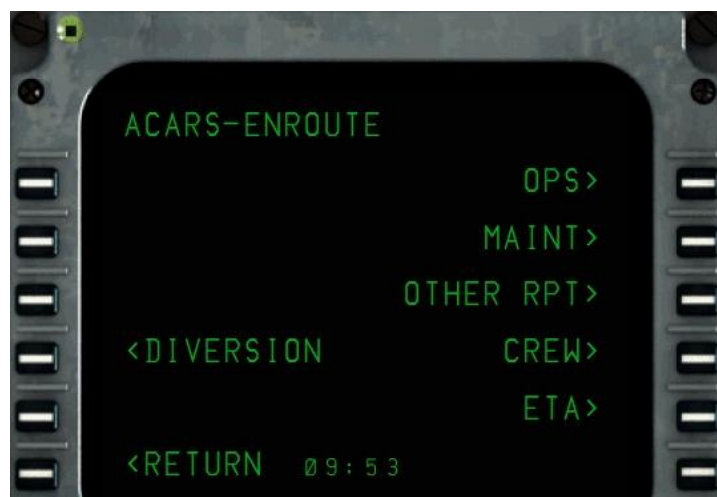 ACARS-ENROUTE
OPS>
MAINT>
OTHER RPT>
<DIVERSION CREW>
ETA>
<RETURN 09:53